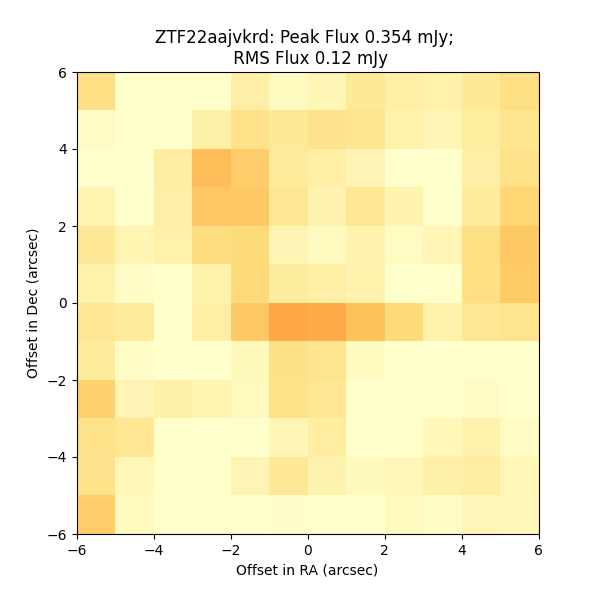 ZTF22aajvkrd: Peak Flux 0.354 mJy;
RMS Flux 0.12 mJy
6
4
2
0
−2
−4
−6
Offset in Dec (arcsec)
−6 −4 −2 0 2 4 6
Offset in RA (arcsec)